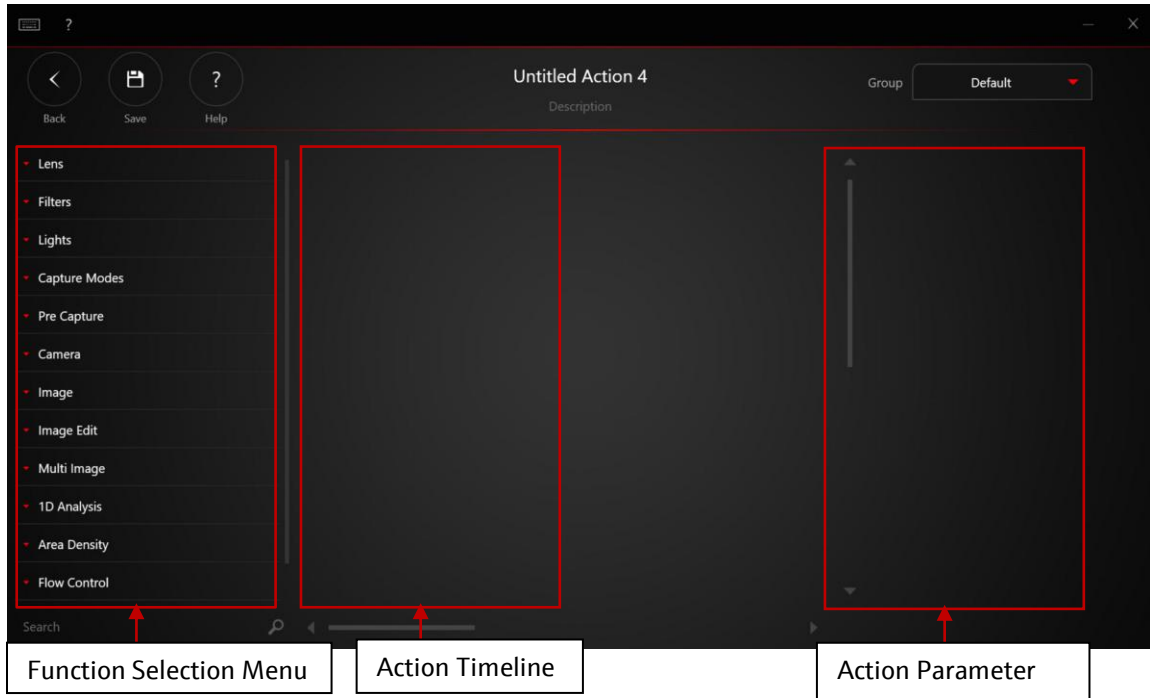 ?
Untitled Action 4
Group
Default
Description
?
Back
Save
Help
Lens
Filters
Lights
Capture Modes
Pre Capture
Camera
Image
Image Edit
Multi Image
1D Analysis
Area Density
Flow Control
Search
Function Selection Menu
Action Timeline
Action Parameter